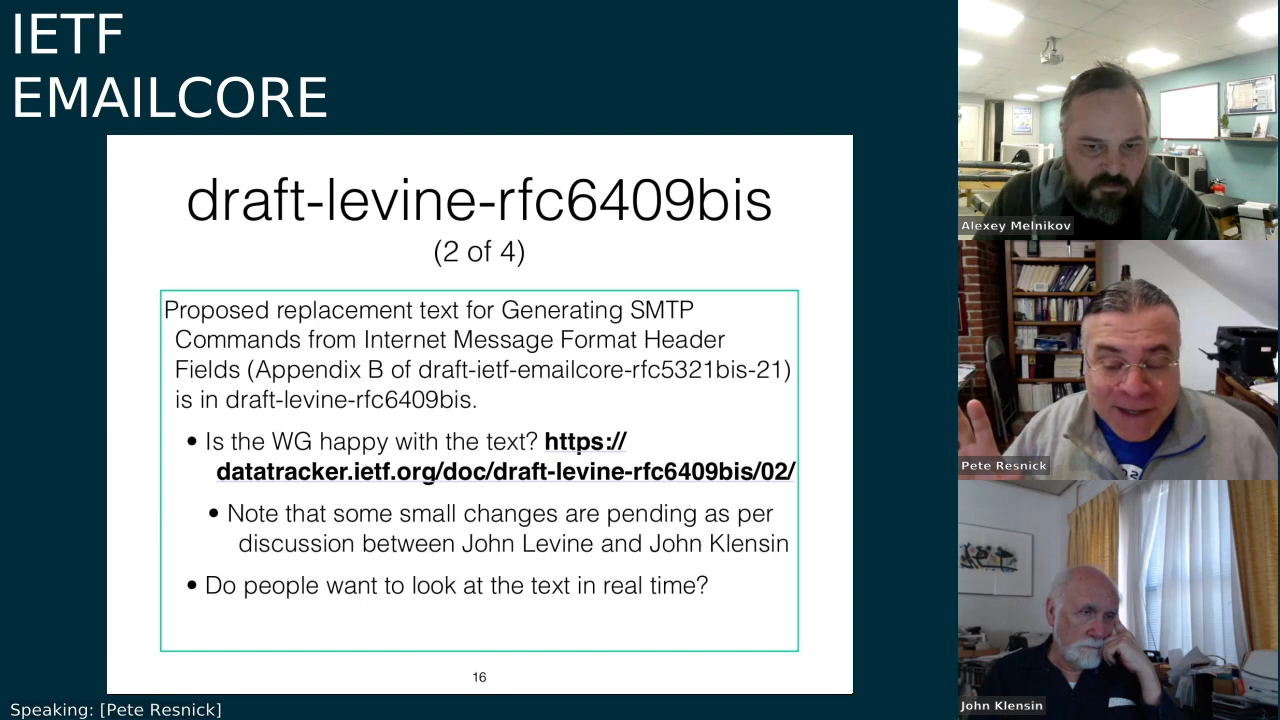 IETF
EMAILCORE
draft-levine-rfc6409bis
(2 of 4)
Proposed replacement text for Generating SMTP
Commands from Internet Message Format Header
Fields (Appendix B of draft-ietf-emailcore-rfc5321bis-21)
is in draft-levine-rfc6409bis.
• Is the WG happy with the text? https://
datatracker.ietf.org/doc/draft-levine-rfc6409bis/02/
• Note that some small changes are pending as per
discussion between John Levine and John Klensin
• Do people want to look at the text in real time?
16
Speaking: [Pete Resnick]
Alexey Melnikov
Pete Resnick
John Klensin